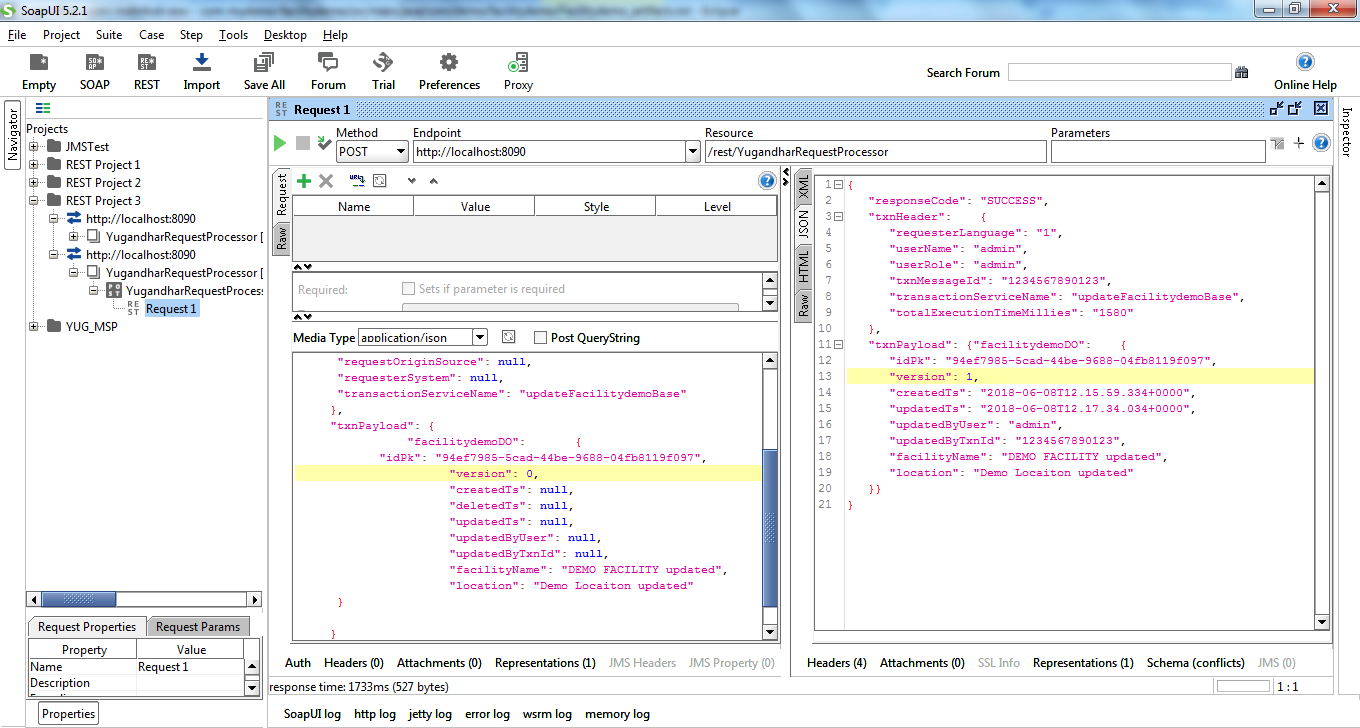 SoapUI 5.2.1
File Project Suite Case Step Tools Desktop Help
Empty SOAP REST Import Save All Forum Trial Preferences Proxy
Search Forum
Online Help
Navigator
Projects
JMSTest
REST Project 1
REST Project 2
REST Project 3
http://localhost:8090
YugandharRequestProcessor [
http://localhost:8090
YugandharRequestProcessor [
YugandharRequestProcess
REST Request 1
YUG_MSP
Request Properties Request Params
Property Value
Name Request 1
Description
Properties
REST Request 1
Method Endpoint Resource Parameters
POST http://localhost:8090 /rest/YugandharRequestProcessor
Inspector
Request
Raw
Name Value Style Level
Required: Sets if parameter is required
Media Type application/json Post QueryString
"requestOriginSource": null,
"requesterSystem": null,
"transactionServiceName": "updateFacilitydemoBase"
},
"txnPayload": {
"facilitydemoDO": {
"idPk": "94ef7985-5cad-44be-9688-04fb8119f097",
"version": 0,
"createdTs": null,
"deletedTs": null,
"updatedTs": null,
"updatedByUser": null,
"updatedByTxnId": null,
"facilityName": "DEMO FACILITY updated",
"location": "Demo Locaiton updated"
}
}
Auth Headers (0) Attachments (0) Representations (1) JMS Headers JMS Property (0)
XML
JSON
HTML
Raw
1 {
2 "responseCode": "SUCCESS",
3 "txnHeader": {
4 "requesterLanguage": "1",
5 "userName": "admin",
6 "userRole": "admin",
7 "txnMessageId": "1234567890123",
8 "transactionServiceName": "updateFacilitydemoBase",
9 "totalExecutionTimeMillies": "1580"
10 },
11 "txnPayload": {"facilitydemoDO": {
12 "idPk": "94ef7985-5cad-44be-9688-04fb8119f097",
13 "version": 1,
14 "createdTs": "2018-06-08T12.15.59.334+0000",
15 "updatedTs": "2018-06-08T12.17.34.034+0000",
16 "updatedByUser": "admin",
17 "updatedByTxnId": "1234567890123",
18 "facilityName": "DEMO FACILITY updated",
19 "location": "Demo Locaiton updated"
20 }}
21 }
Headers (4) Attachments (0) SSL Info Representations (1) Schema (conflicts) JMS (0)
response time: 1733ms (527 bytes)
1 : 1
SoapUI log http log jetty log error log wsrm log memory log